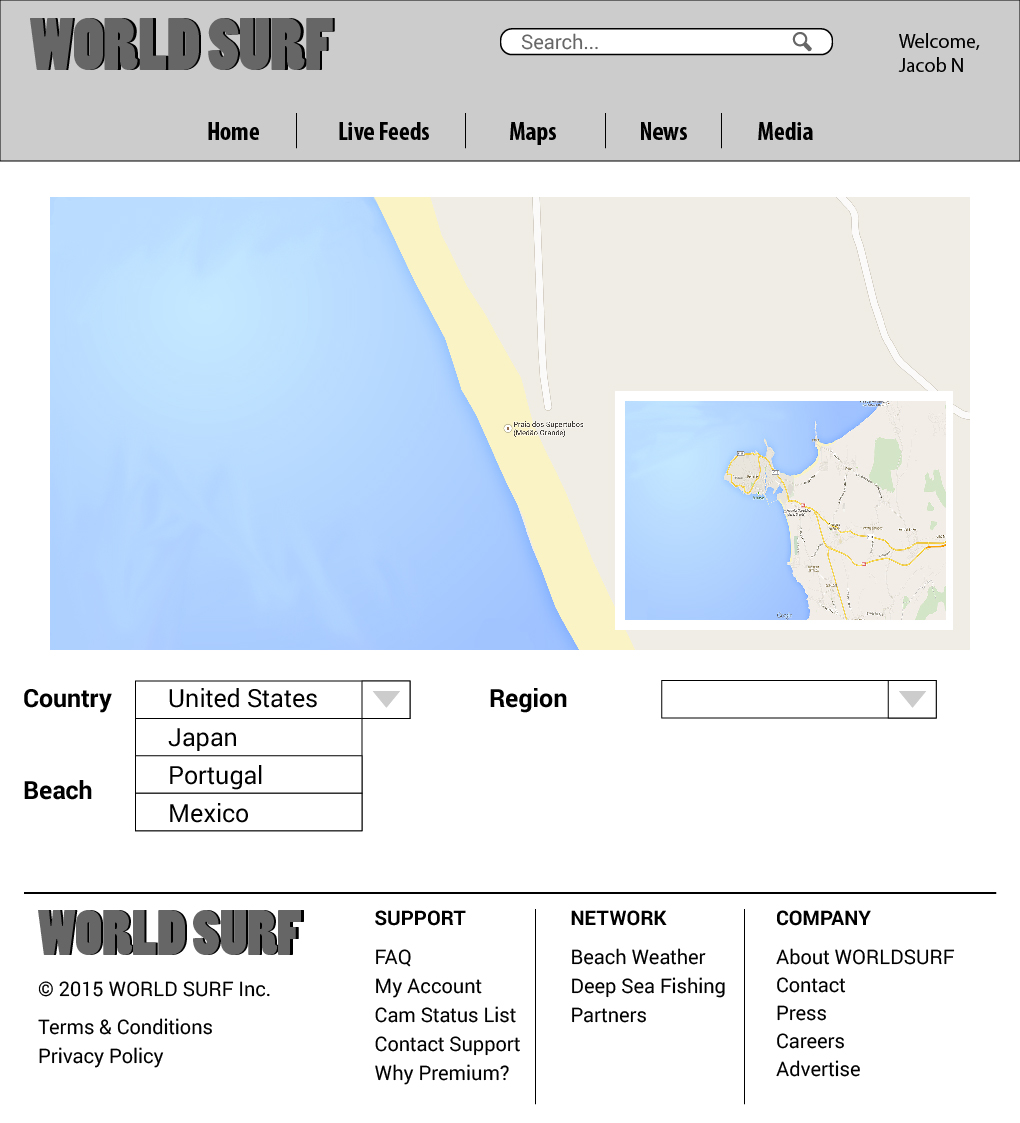 WORLD SURF
Search...
Welcome,
Jacob N
Home
Live Feeds
Maps
News
Media
Praia dos Supertubos
(Medão Grande)
Country
United States
Region
Japan
Portugal
Beach
Mexico
WORLD SURF
© 2015 WORLD SURF Inc.
Terms & Conditions
Privacy Policy
SUPPORT
FAQ
My Account
Cam Status List
Contact Support
Why Premium?
NETWORK
Beach Weather
Deep Sea Fishing
Partners
COMPANY
About WORLDSURF
Contact
Press
Careers
Advertise